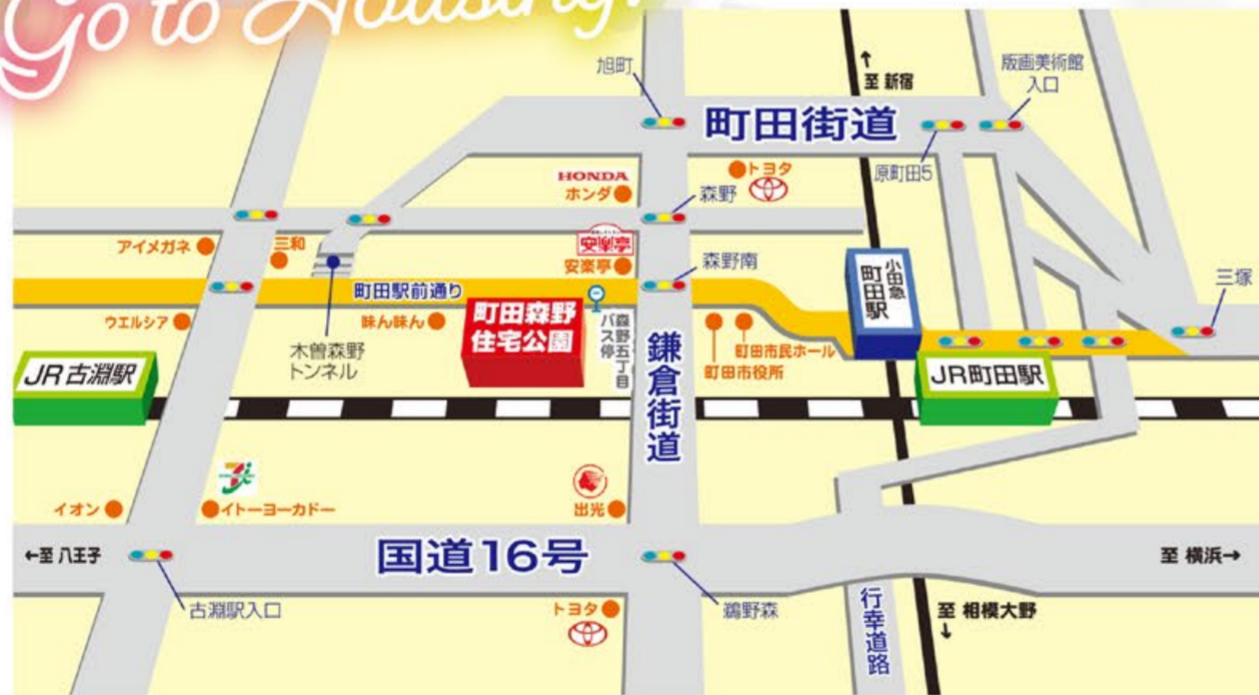 Go to Housing!
旭町
↑
至 新宿
版画美術館
入口
町田街道
原町田5
HONDA
ホンダ
トヨタ
森野
アイメガネ
三和
安楽亭
安楽亭
森野南
小田急
町田駅
三塚
町田駅前通り
ウエルシア
味ん味ん
町田森野
住宅公園
森野五丁目
バス停
町田市民ホール
町田市役所
木曽森野
トンネル
鎌倉街道
JR古淵駅
JR町田駅
イオン
イトーヨーカドー
出光
←至 八王子
国道16号
至 横浜→
古淵駅入口
トヨタ
鵜野森
行幸道路
至 相模大野
↓